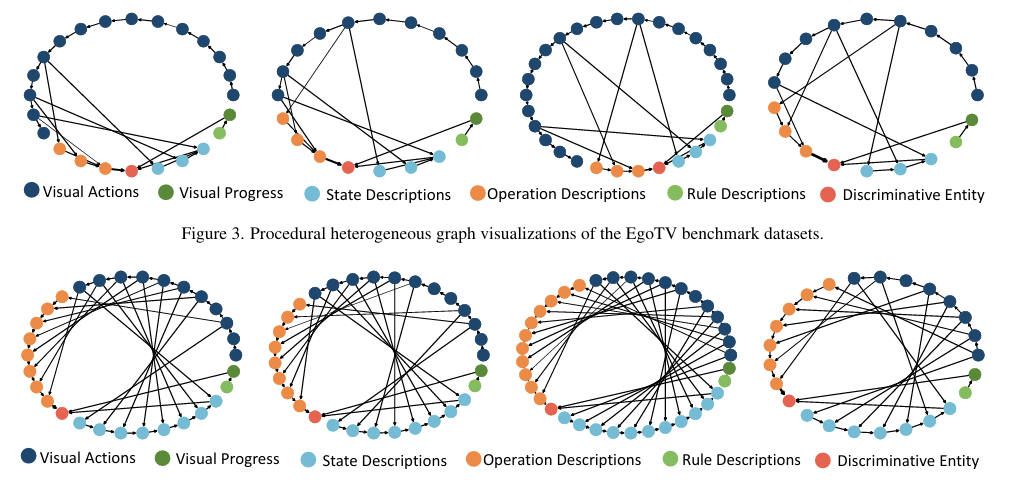 Visual Actions Visual Progress State Descriptions Operation Descriptions Rule Descriptions Discriminative Entity
Figure 3. Procedural heterogeneous graph visualizations of the EgoTV benchmark datasets.
Visual Actions Visual Progress State Descriptions Operation Descriptions Rule Descriptions Discriminative Entity